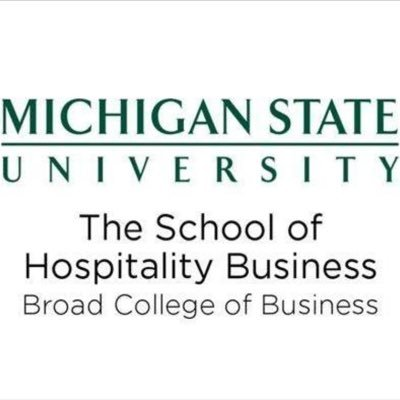 MICHIGAN STATE
UNIVERSITY
The School of
Hospitality Business
Broad College of Business